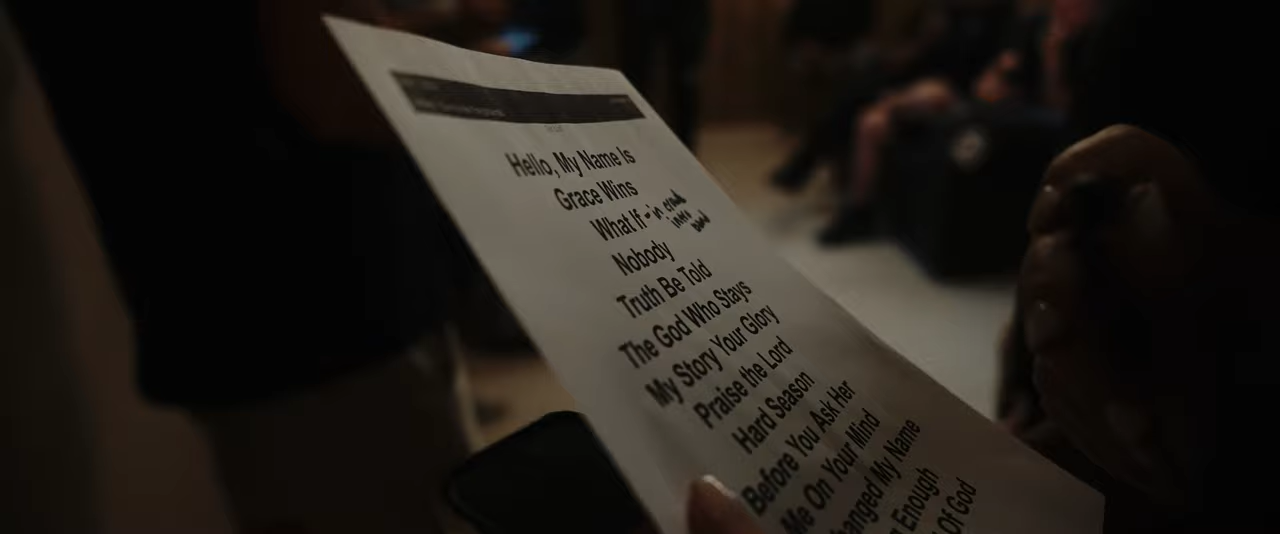 Hello, My Name Is
Grace Wins
What If - in
Nobody
Truth Be Told
The God Who Stays
My Story Your Glory
Praise the Lord
Hard Season
Before You Ask Her
Me On Your Mind
hanged My Name
Enough
Of God